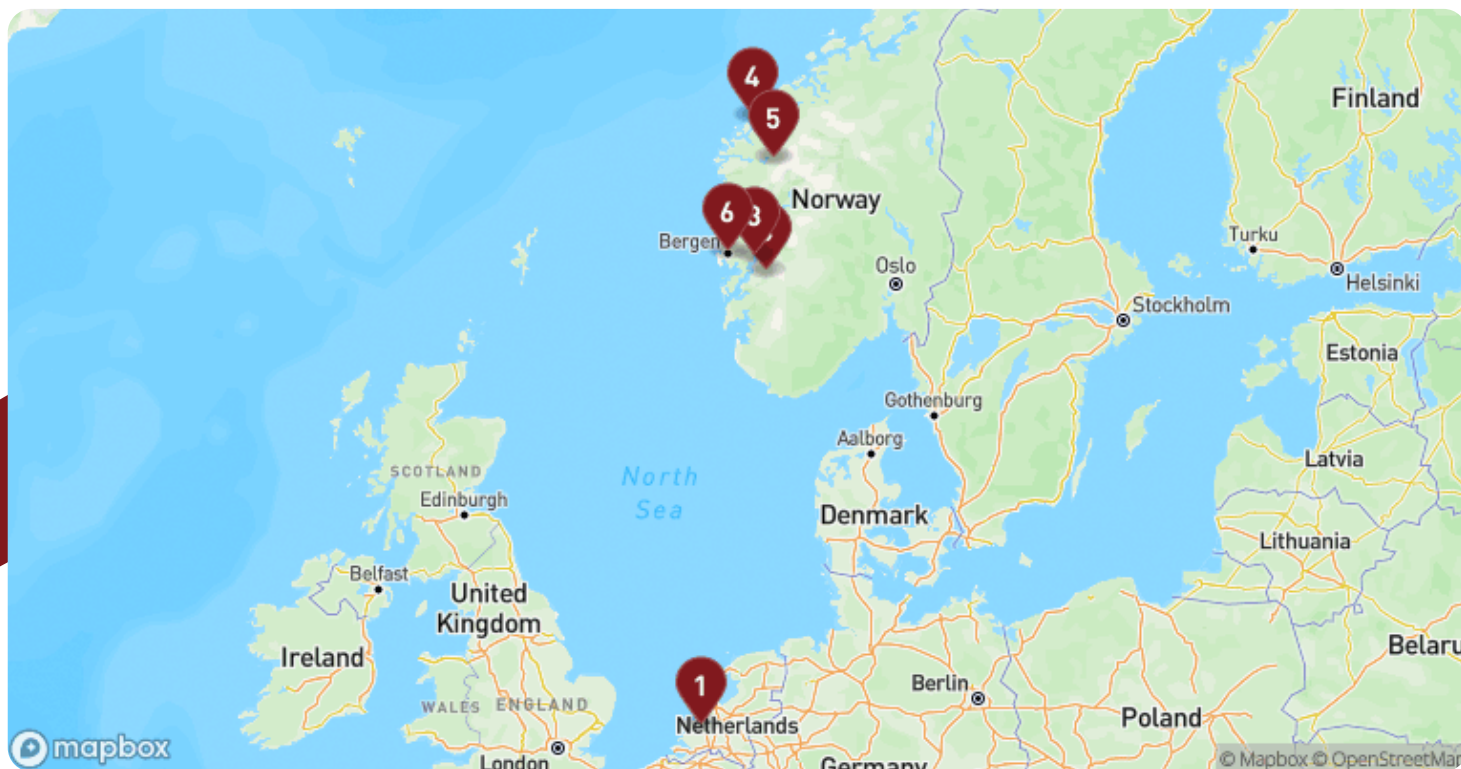 4
Finland
5
Norway
6
3
Bergen
Turku
Oslo
Helsinki
Stockholm
Estonia
Gothenburg
Aalborg
Latvia
SCOTLAND
North
Sea
Edinburgh
Denmark
Lithuania
Belfast
United
Kingdom
Ireland
Belaru
1
Berlin
WALES
ENGLAND
Netherlands
Poland
mapbox
London
Germany
© Mapbox © OpenStreetMap